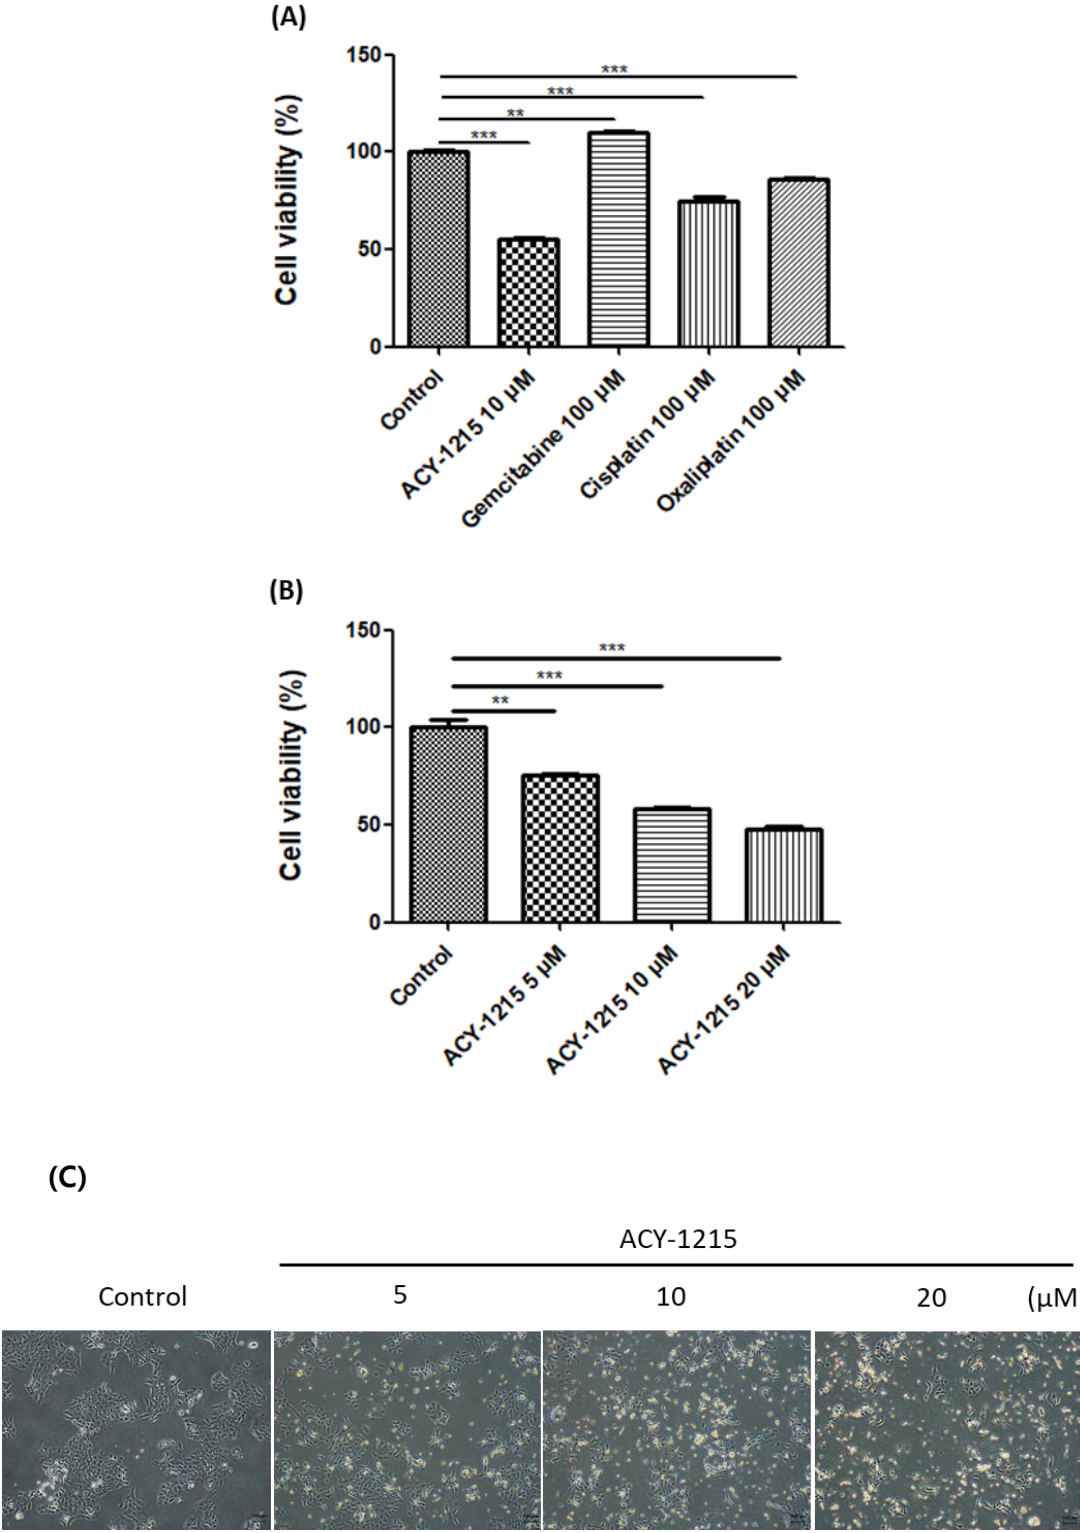 (A)
150
***
***
**
***
100
50
0
Cell viability (%)
Control
ACY-1215 10 μM
Gemcitabine 100 μM
Cisplatin 100 μM
Oxaliplatin 100 μM
(B)
150
***
***
**
100
50
0
Cell viability (%)
Control
ACY-1215 5 μM
ACY-1215 10 μM
ACY-1215 20 μM
(C)
ACY-1215
Control 5 10 20 (μM